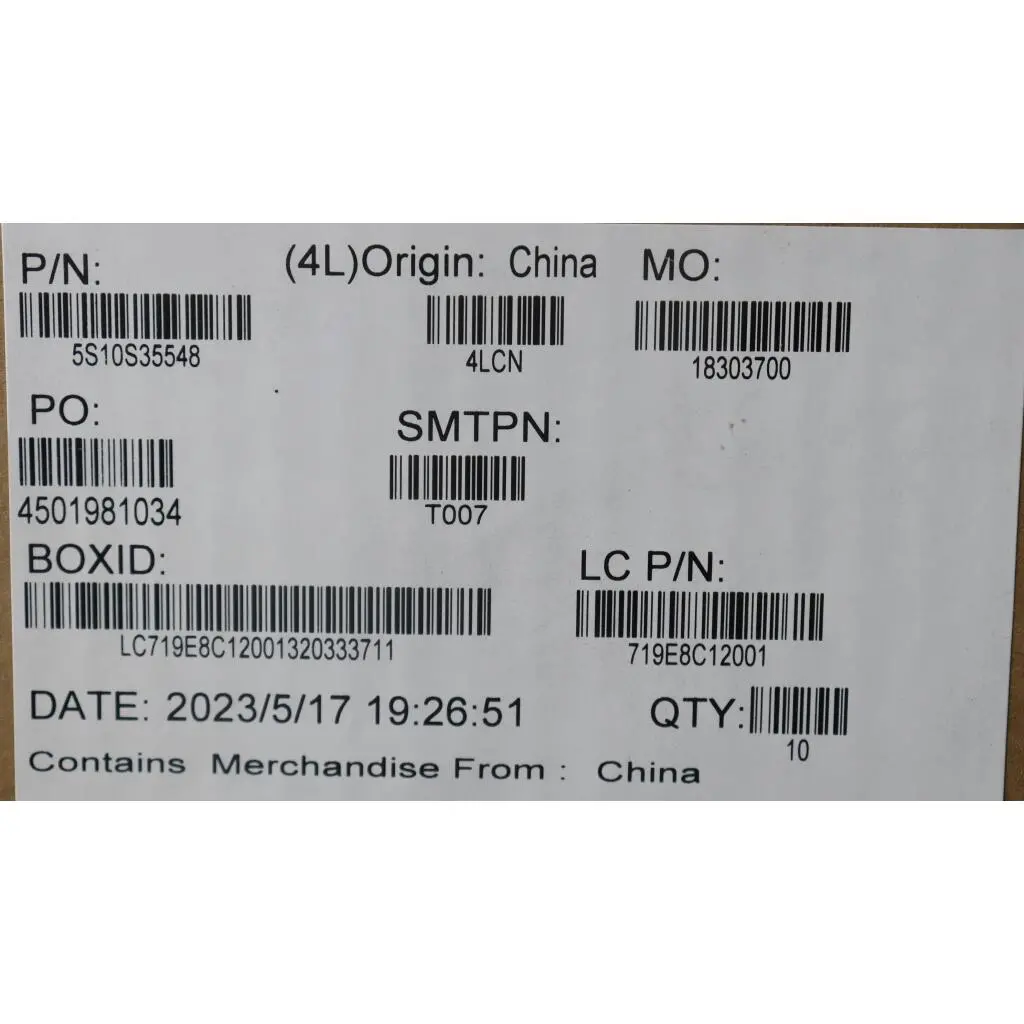 P/N: (4L)Origin: China MO:
5S10S35548 4LCN 18303700
PO: SMTPN:
4501981034 T007
BOXID: LC P/N:
LC719E8C12001320333711 719E8C12001
DATE: 2023/5/17 19:26:51 QTY:
10
Contains Merchandise From : China